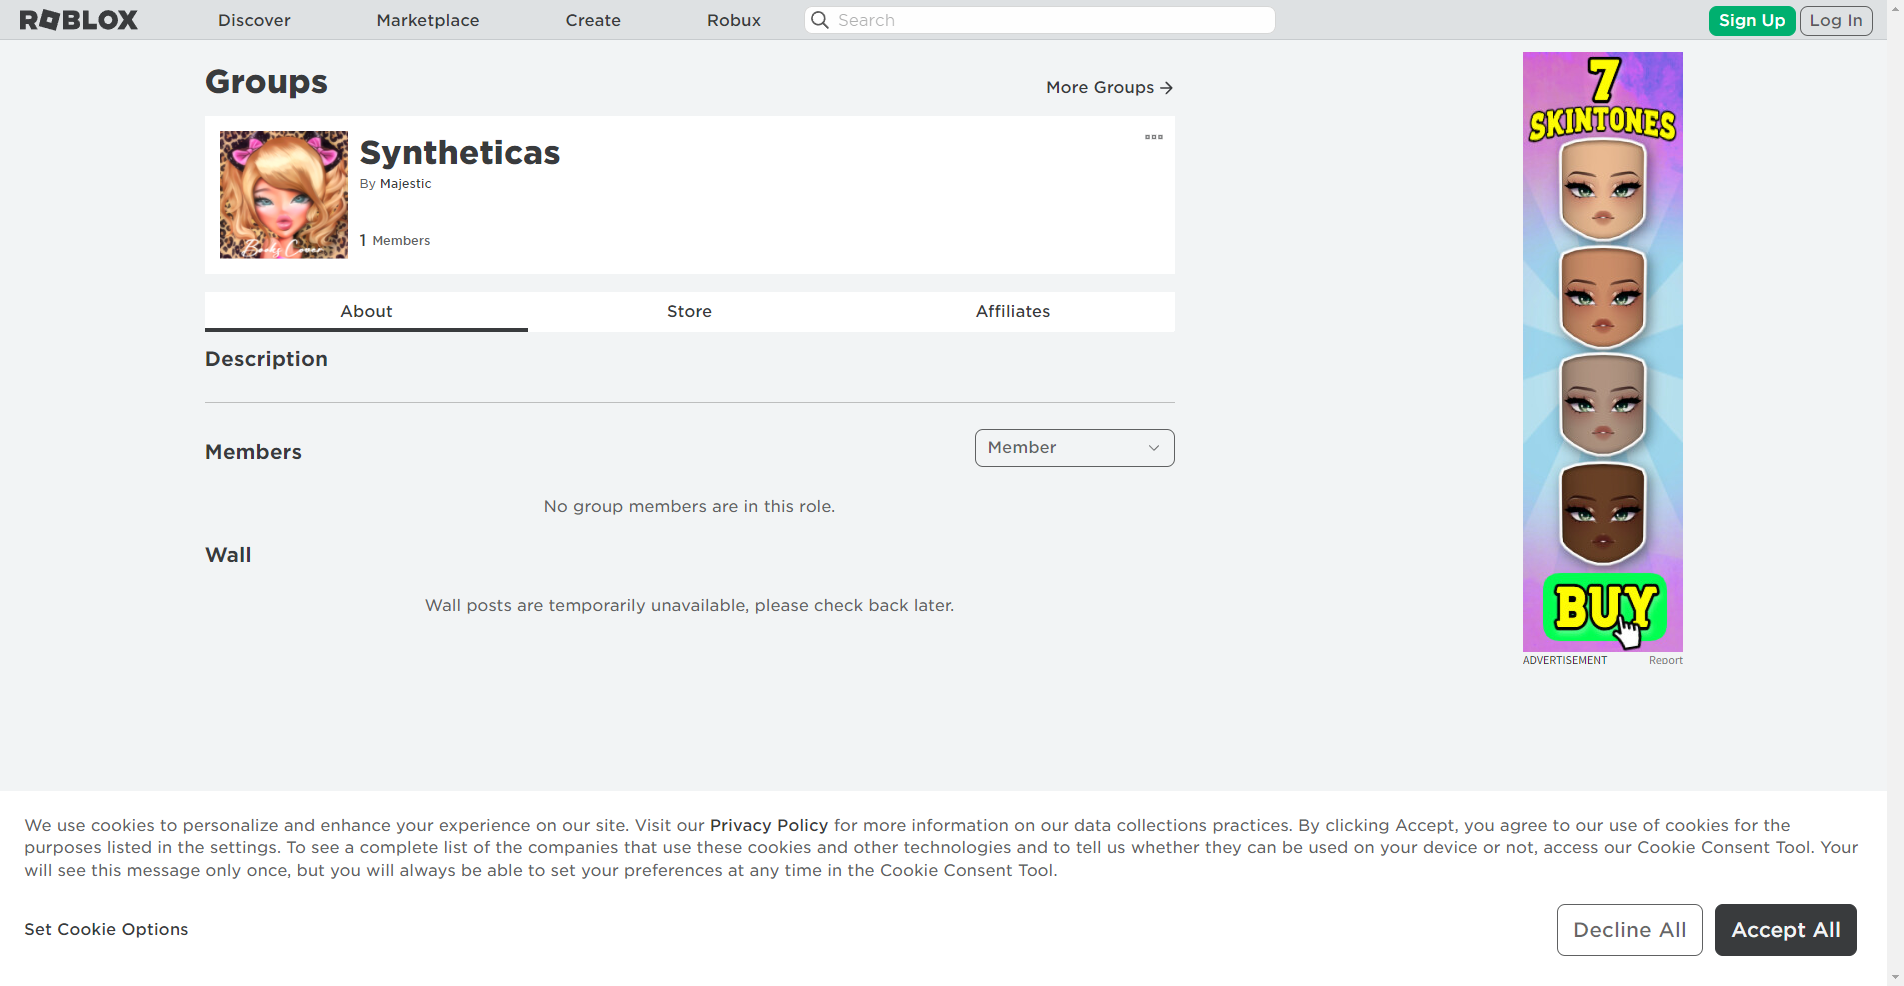 ROBLOX
Discover
Marketplace
Create
Robux
Search
Sign Up
Log In
Groups
More Groups
Syntheticas
By Majestic
1 Members
About
Store
Affiliates
Description
Members
Member
No group members are in this role.
Wall
Wall posts are temporarily unavailable, please check back later.
7
SKINTONES
BUY
ADVERTISEMENT
Report
We use cookies to personalize and enhance your experience on our site. Visit our Privacy Policy for more information on our data collections practices. By clicking Accept, you agree to our use of cookies for the
purposes listed in the settings. To see a complete list of the companies that use these cookies and other technologies and to tell us whether they can be used on your device or not, access our Cookie Consent Tool. Your
will see this message only once, but you will always be able to set your preferences at any time in the Cookie Consent Tool.
Set Cookie Options
Decline All
Accept All